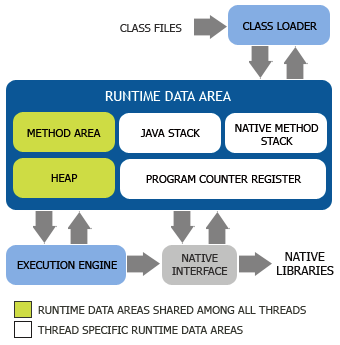 CLASS FILES
CLASS LOADER
RUNTIME DATA AREA
METHOD AREA
JAVA STACK
NATIVE METHOD
STACK
HEAP
PROGRAM COUNTER REGISTER
EXECUTION ENGINE
NATIVE
INTERFACE
NATIVE
LIBRARIES
RUNTIME DATA AREAS SHARED AMONG ALL THREADS
THREAD SPECIFIC RUNTIME DATA AREAS